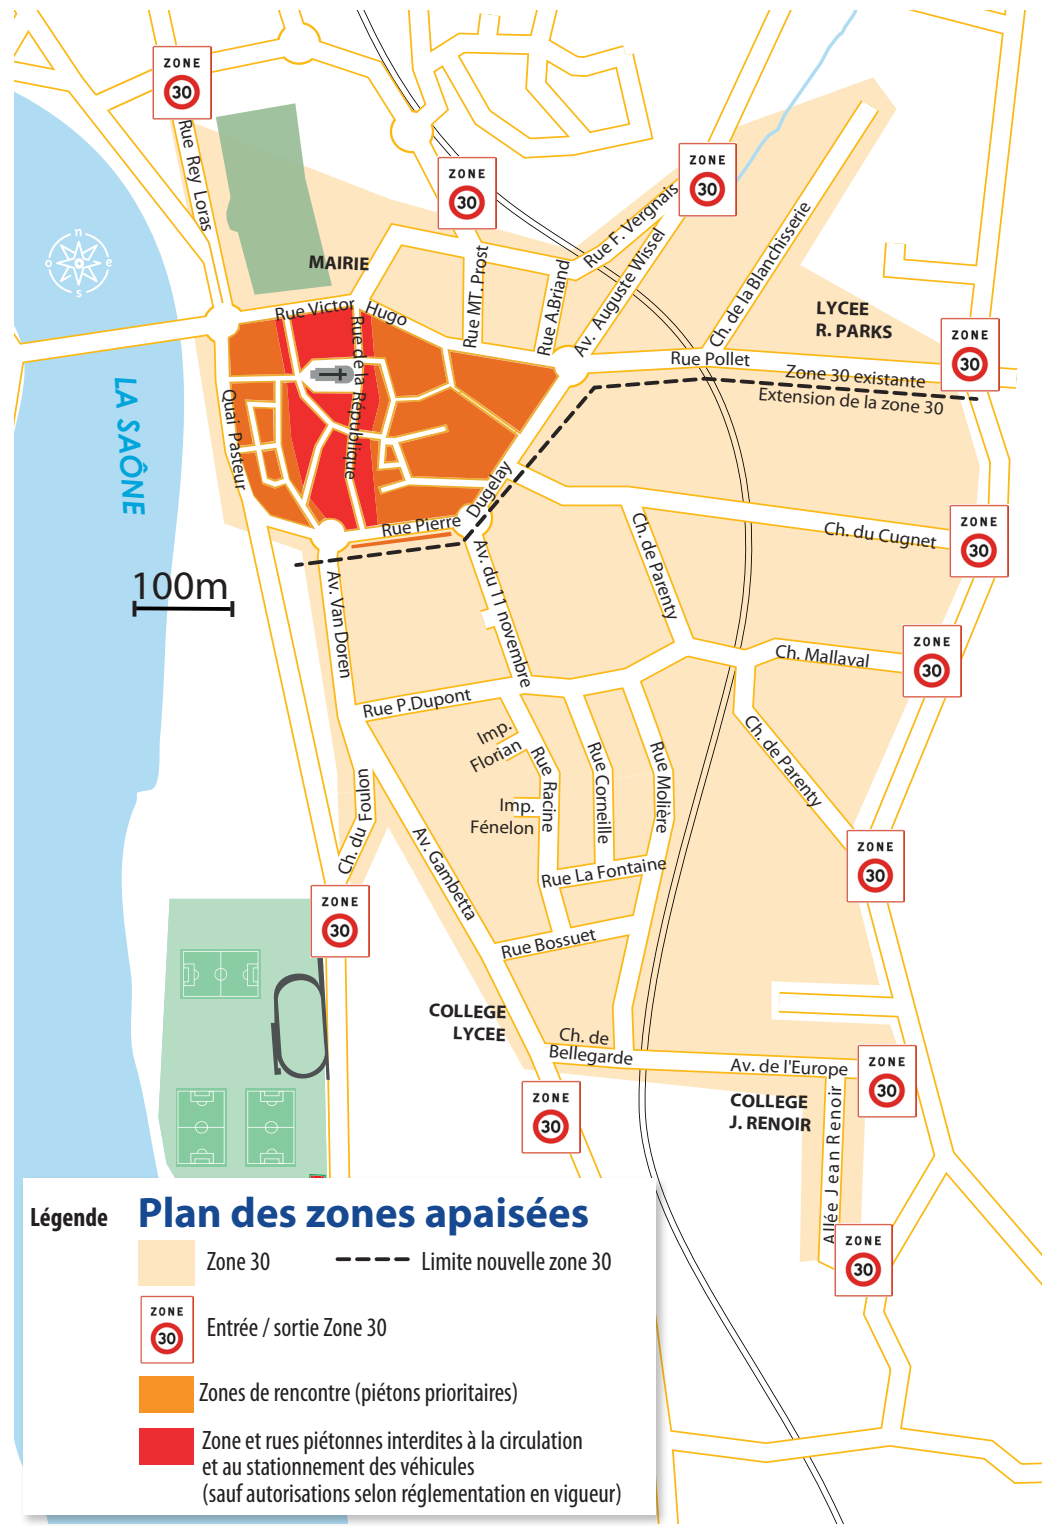 ZONE
30
Rue Rey Loras
ZONE
30
ZONE
30
n
o
e
s
MAIRIE
Rue Victor Hugo
Rue MT. Prost
Rue A.Briand
Rue F. Vergnais
Av. Auguste Wissel
Ch. de la Blanchisserie
LYCEE
R. PARKS
ZONE
30
Rue Pollet
Zone 30 existante
Extension de la zone 30
Rue de la République
Quai Pasteur
LA SAÔNE
Rue Pierre Dugelay
Ch. du Cugnet
ZONE
30
100m
Av. Van Doren
Av. du 11 novembre
Ch. de Parenty
Ch. Mallaval
ZONE
30
Rue P.Dupont
Imp.
Florian
Imp.
Fénelon
Rue Racine
Rue Corneille
Rue Molière
Ch. de Parenty
Ch. du Foulon
Av. Gambetta
Rue La Fontaine
ZONE
30
ZONE
30
Rue Bossuet
COLLEGE
LYCEE
Ch. de
Bellegarde
Av. de l'Europe
ZONE
30
COLLEGE
J. RENOIR
Allée Jean Renoir
ZONE
30
ZONE
30
Légende
Plan des zones apaisées
Zone 30
Limite nouvelle zone 30
ZONE
30
Entrée / sortie Zone 30
Zones de rencontre (piétons prioritaires)
Zone et rues piétonnes interdites à la circulation
et au stationnement des véhicules
(sauf autorisations selon réglementation en vigueur)